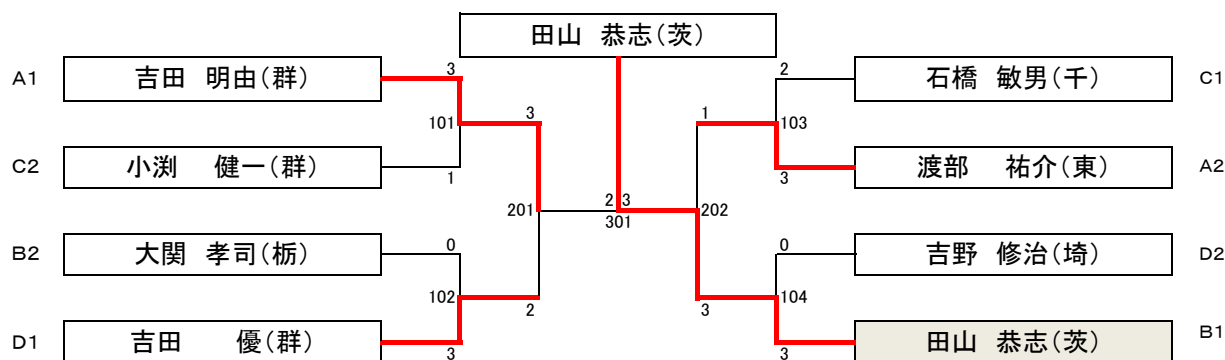 田山 恭志（茨）
A1 吉田 明由（群） 3 2 石橋 敏男（千） C1
101 3 1 103
C2 小渕 健一（群） 1 3 渡部 祐介（東） A2
201 2 3 202
301
B2 大関 孝司（栃） 0 0 吉野 修治（埼） D2
102 2 3 104
D1 吉田 優（群） 3 3 田山 恭志（茨） B1